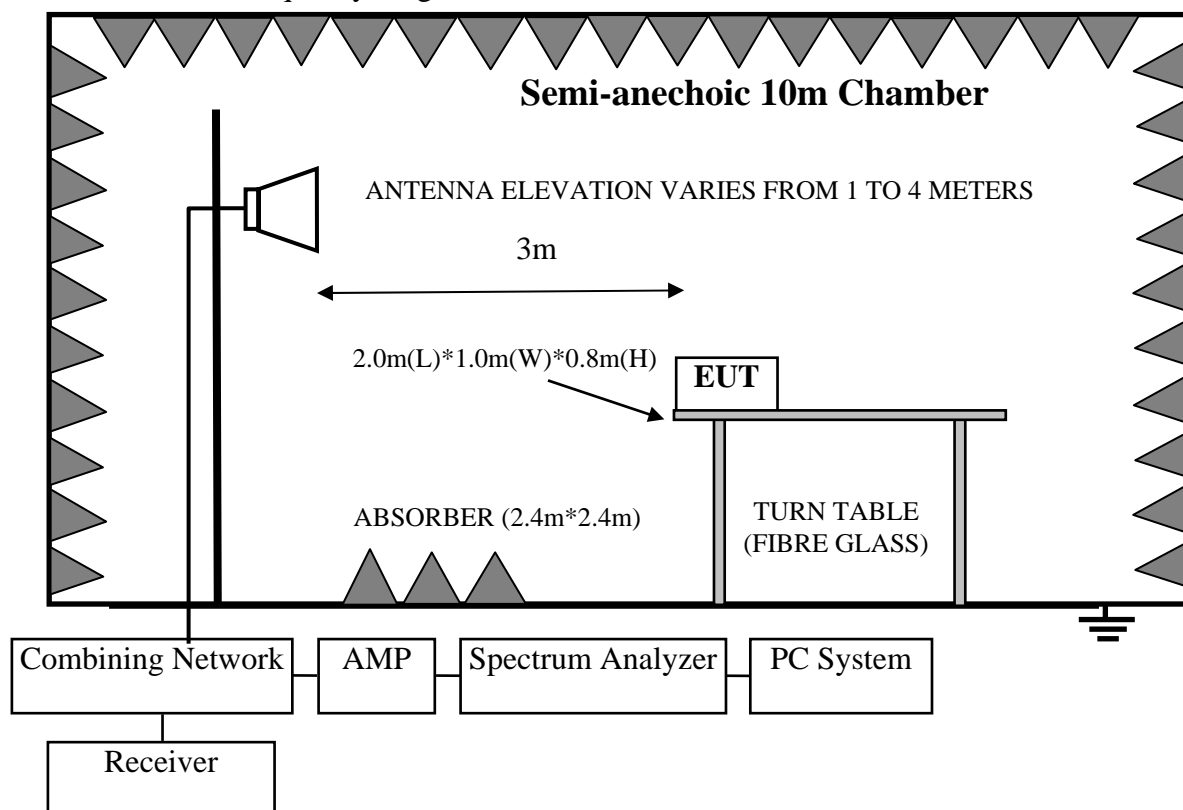 Semi-anechoic 10m Chamber
ANTENNA ELEVATION VARIES FROM 1 TO 4 METERS
3m
2.0m(L)*1.0m(W)*0.8m(H)
EUT
ABSORBER (2.4m*2.4m)
TURN TABLE
(FIBRE GLASS)
Combining Network
AMP
Spectrum Analyzer
PC System
Receiver